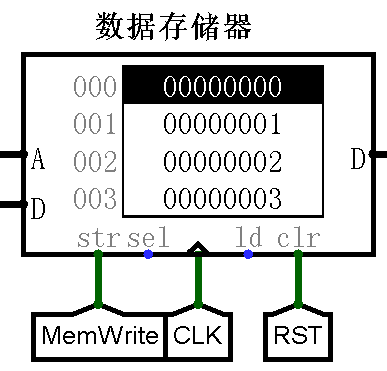 数据存储器
000 00000000
001 00000001
A 002 00000002 D
D 003 00000003
str sel ld clr
MemWrite CLK RST